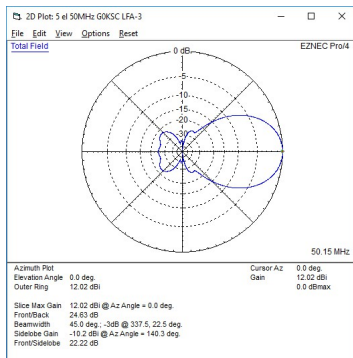 2D Plot: 5 el 50MHz G0KSC LFA-3
File Edit View Options Reset
Total Field
EZNEC Pro/4
0 dB
-5
-10
-15
-20
-30
50.15 MHz
Azimuth Plot
Elevation Angle 0.0 deg.
Outer Ring 12.02 dBi
Cursor Az 0.0 deg.
Gain 12.02 dBi
0.0 dBmax
Slice Max Gain 12.02 dBi @ Az Angle = 0.0 deg.
Front/Back 24.63 dB
Beamwidth 45.0 deg.; -3dB @ 337.5, 22.5 deg.
Sidelobe Gain -10.2 dBi @ Az Angle = 140.3 deg.
Front/Sidelobe 22.22 dB